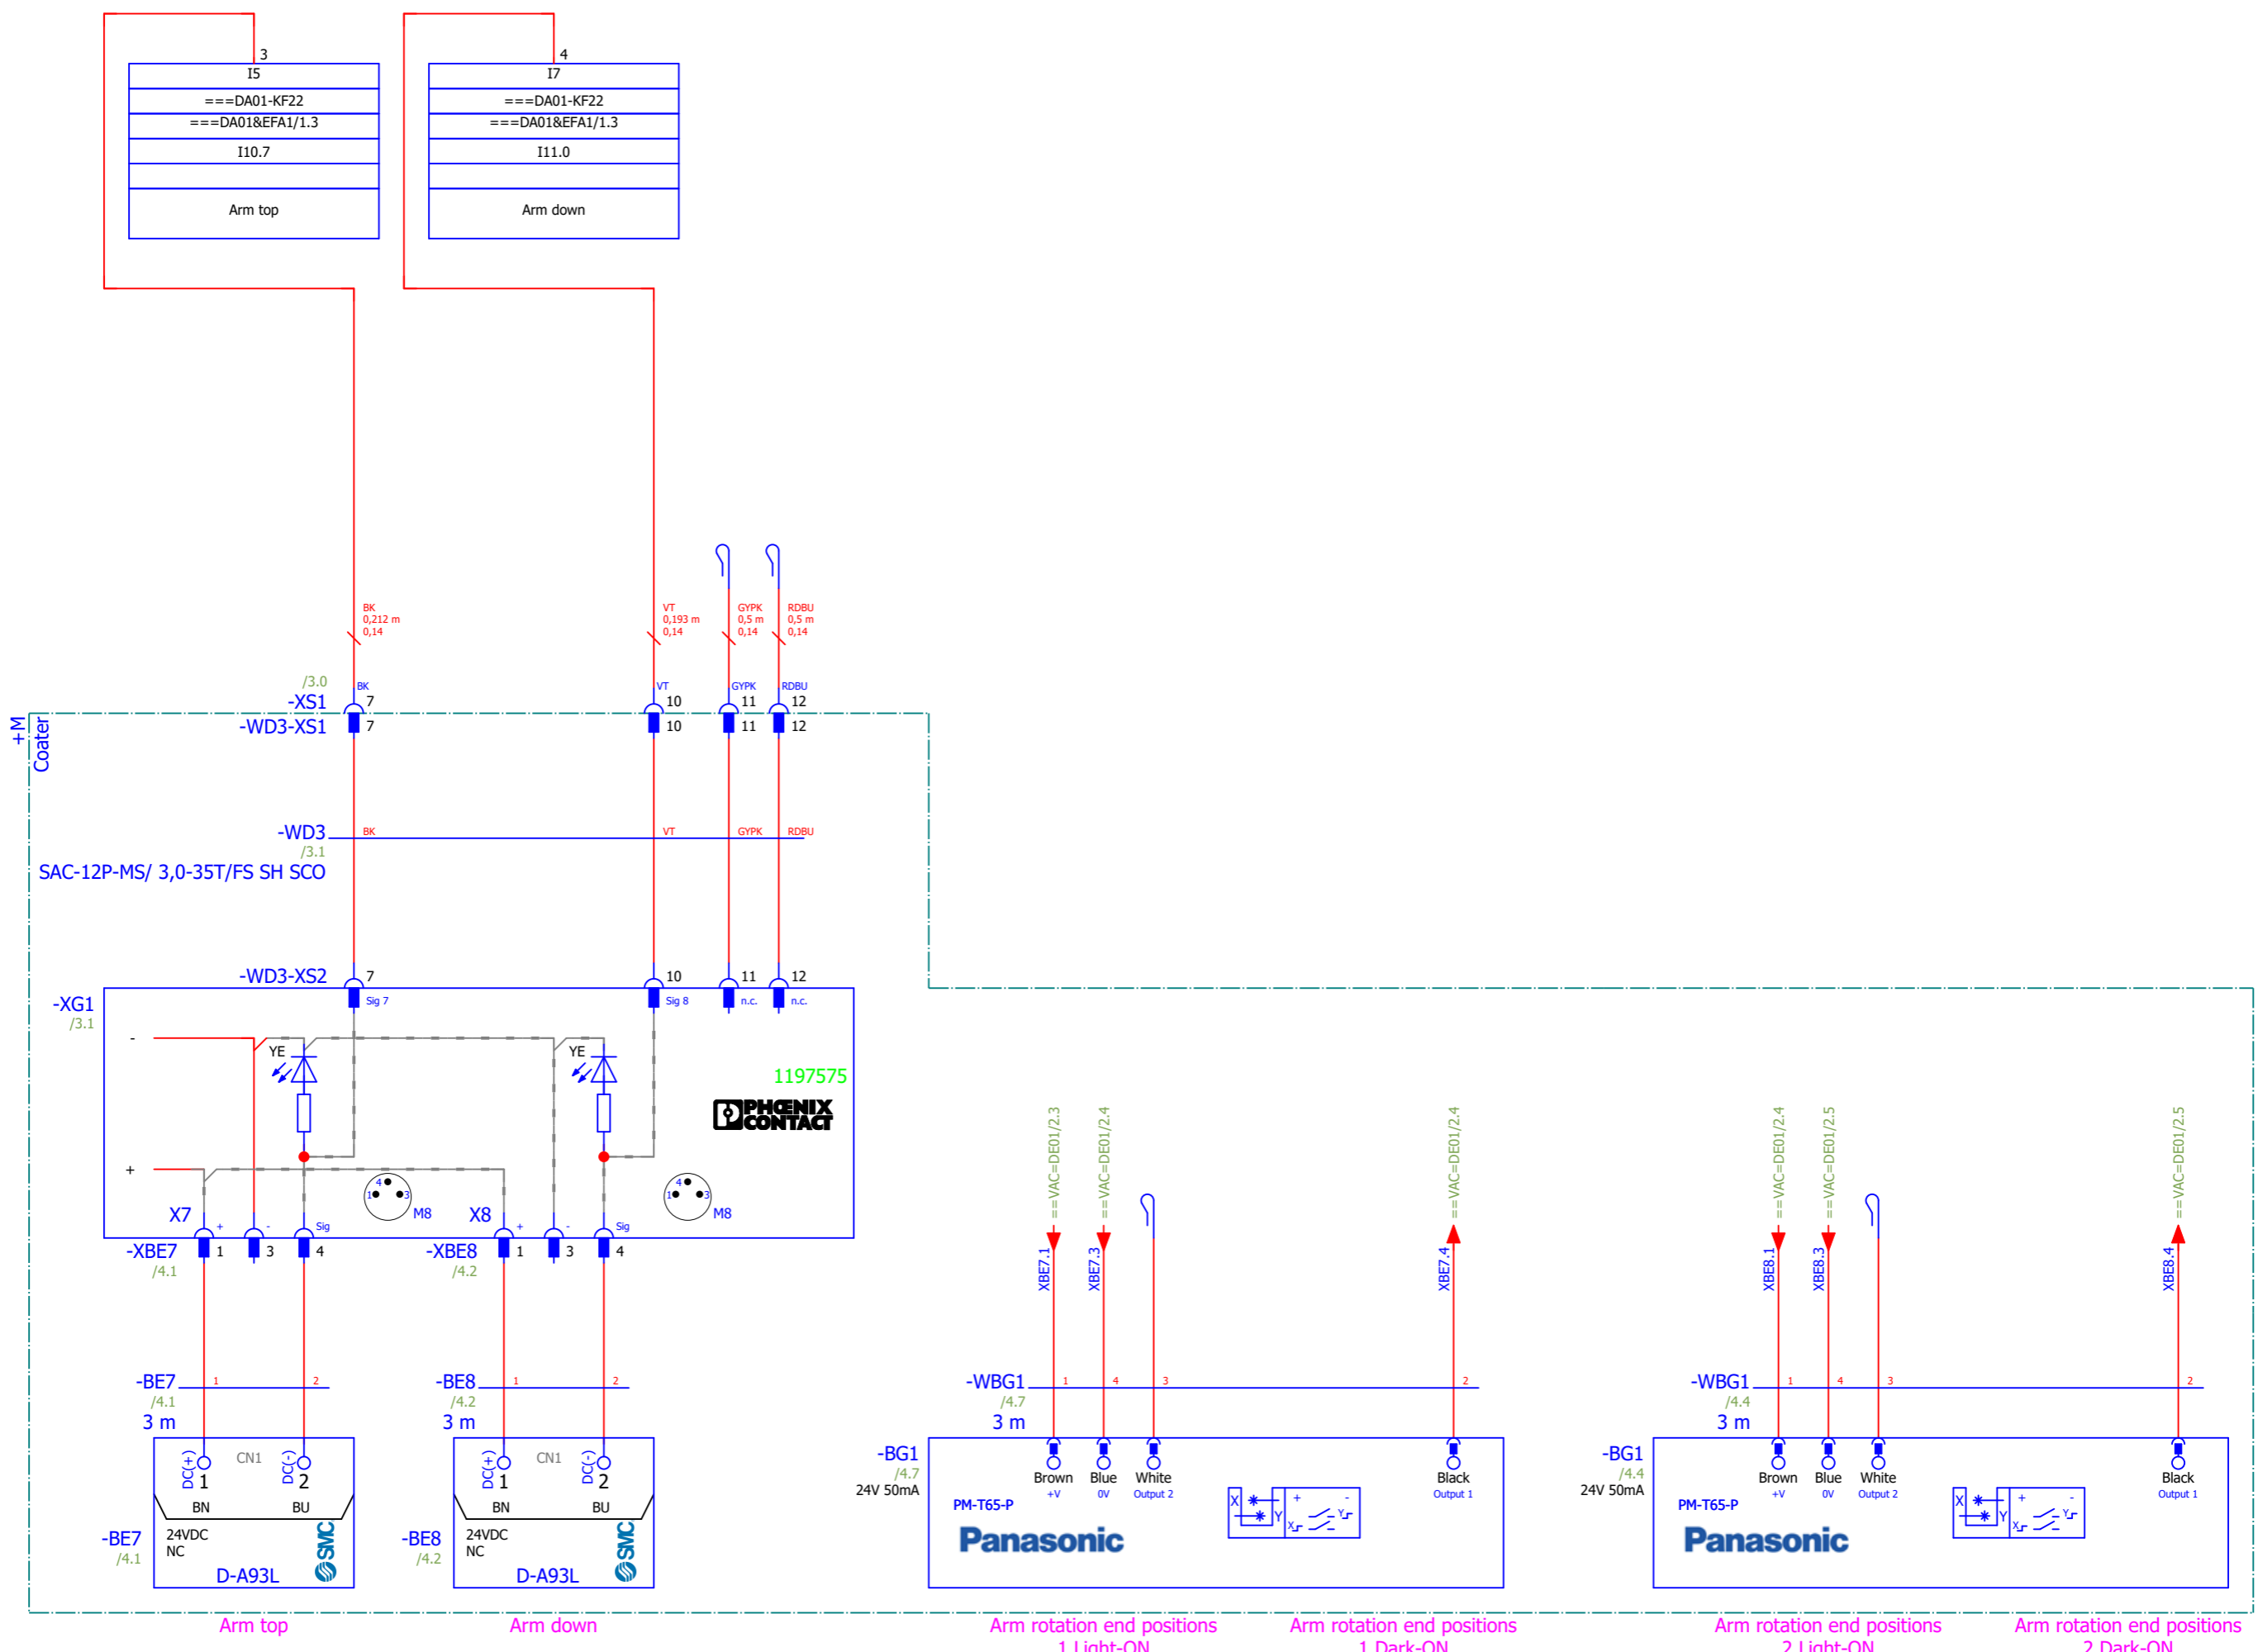 3
I5
===DA01-KF22
===DA01&EFA1/1.3
I10.7
Arm top
4
I7
===DA01-KF22
===DA01&EFA1/1.3
I11.0
Arm down
BK
0,212 m
0,14
VT
0,193 m
0,14
GYPK
0,5 m
0,14
RDBU
0,5 m
0,14
/3.0
-XS1
BK
7
VT
10
GYPK
11
RDBU
12
+M
Coater
-WD3-XS1
7
10
11
12
-WD3
/3.1
SAC-12P-MS/ 3,0-35T/FS SH SCO
BK
VT
GYPK
RDBU
-WD3-XS2
7
10
11
12
-XG1
/3.1
Sig 7
Sig 8
n.c.
n.c.
-
YE
YE
1197575
PHŒNIX
CONTACT
+
4
1
3
M8
4
1
3
M8
X7
+
-
Sig
X8
+
-
Sig
-XBE7
/4.1
1
3
4
-XBE8
/4.2
1
3
4
-BE7
/4.1
3 m
1
2
-BE8
/4.2
3 m
1
2
DC(+)
1
CN1
DC(-)
2
BN
BU
-BE7
/4.1
24VDC
NC
D-A93L
SMC
DC(+)
1
CN1
DC(-)
2
BN
BU
-BE8
/4.2
24VDC
NC
D-A93L
SMC
==VAC=DE01/2.3
==VAC=DE01/2.4
==VAC=DE01/2.4
XBE7.1
XBE7.3
XBE7.4
-WBG1
/4.7
3 m
1
4
3
2
-BG1
/4.7
24V 50mA
Brown
+V
Blue
0V
White
Output 2
Black
Output 1
PM-T65-P
Panasonic
X
Y
+
-
X
Y
==VAC=DE01/2.4
==VAC=DE01/2.5
==VAC=DE01/2.5
XBE8.1
XBE8.3
XBE8.4
-WBG1
/4.4
3 m
1
4
3
2
-BG1
/4.4
24V 50mA
Brown
+V
Blue
0V
White
Output 2
Black
Output 1
PM-T65-P
Panasonic
X
Y
+
-
X
Y
Arm top
Arm down
Arm rotation end positions
1 Light-ON
Arm rotation end positions
1 Dark-ON
Arm rotation end positions
2 Light-ON
Arm rotation end positions
2 Dark-ON